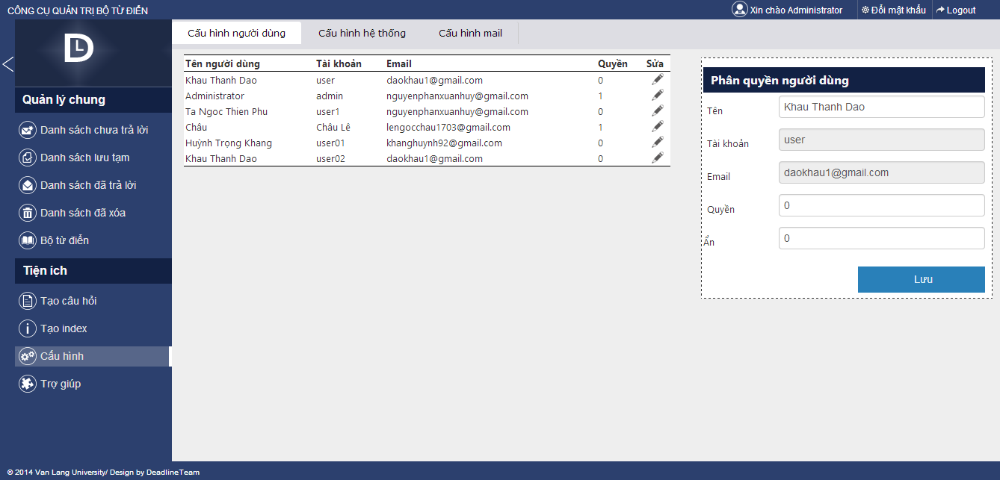 CÔNG CỤ QUẢN TRỊ BỘ TỪ ĐIỂN
Xin chào Administrator
Đổi mật khẩu
Logout
DL
Quản lý chung
Danh sách chưa trả lời
Danh sách lưu tạm
Danh sách đã trả lời
Danh sách đã xóa
Bộ từ điển
Tiện ích
Tạo câu hỏi
Tạo index
Cấu hình
Trợ giúp
Cấu hình người dùng Cấu hình hệ thống Cấu hình mail
Tên người dùng Tài khoản Email Quyền Sửa
Khau Thanh Dao user daokhau1@gmail.com 0
Administrator admin nguyenphanxuanhuy@gmail.com 1
Ta Ngoc Thien Phu user1 nguyenphanxuanhuy@gmail.com 0
Châu Châu Lê lengocchau1703@gmail.com 1
Huỳnh Trọng Khang user01 khanghuynh92@gmail.com 0
Khau Thanh Dao user02 daokhau1@gmail.com 0
Phân quyền người dùng
Tên Khau Thanh Dao
Tài khoản user
Email daokhau1@gmail.com
Quyền 0
Ẩn 0
Lưu
© 2014 Van Lang University/ Design by DeadlineTeam